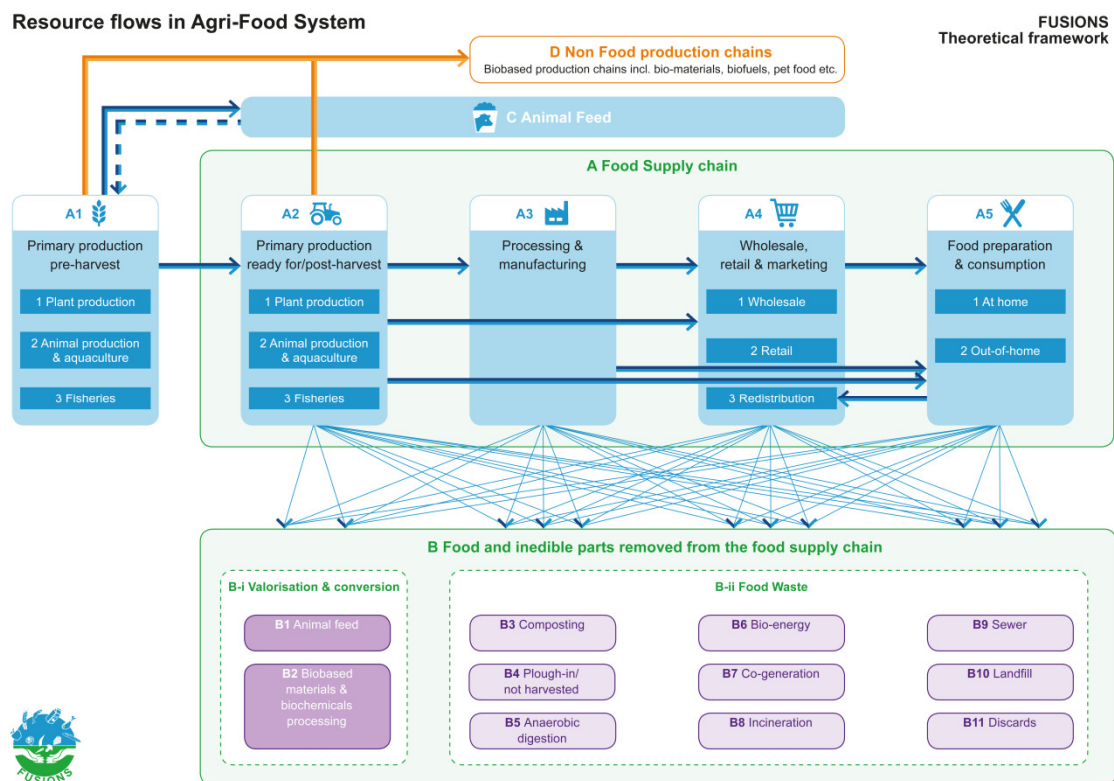 Resource flows in Agri-Food System
FUSIONS
Theoretical framework
D Non Food production chains
Biobased production chains incl. bio-materials, biofuels, pet food etc.
C Animal Feed
A Food Supply chain
A1
Primary production
pre-harvest
1 Plant production
2 Animal production
& aquaculture
3 Fisheries
A2
Primary production
ready for/post-harvest
1 Plant production
2 Animal production
& aquaculture
3 Fisheries
A3
Processing &
manufacturing
A4
Wholesale,
retail & marketing
1 Wholesale
2 Retail
3 Redistribution
A5
Food preparation
& consumption
1 At home
2 Out-of-home
B Food and inedible parts removed from the food supply chain
B-i Valorisation & conversion
B1 Animal feed
B2 Biobased
materials &
biochemicals
processing
B-ii Food Waste
B3 Composting
B4 Plough-in/
not harvested
B5 Anaerobic
digestion
B6 Bio-energy
B7 Co-generation
B8 Incineration
B9 Sewer
B10 Landfill
B11 Discards
FUSIONS